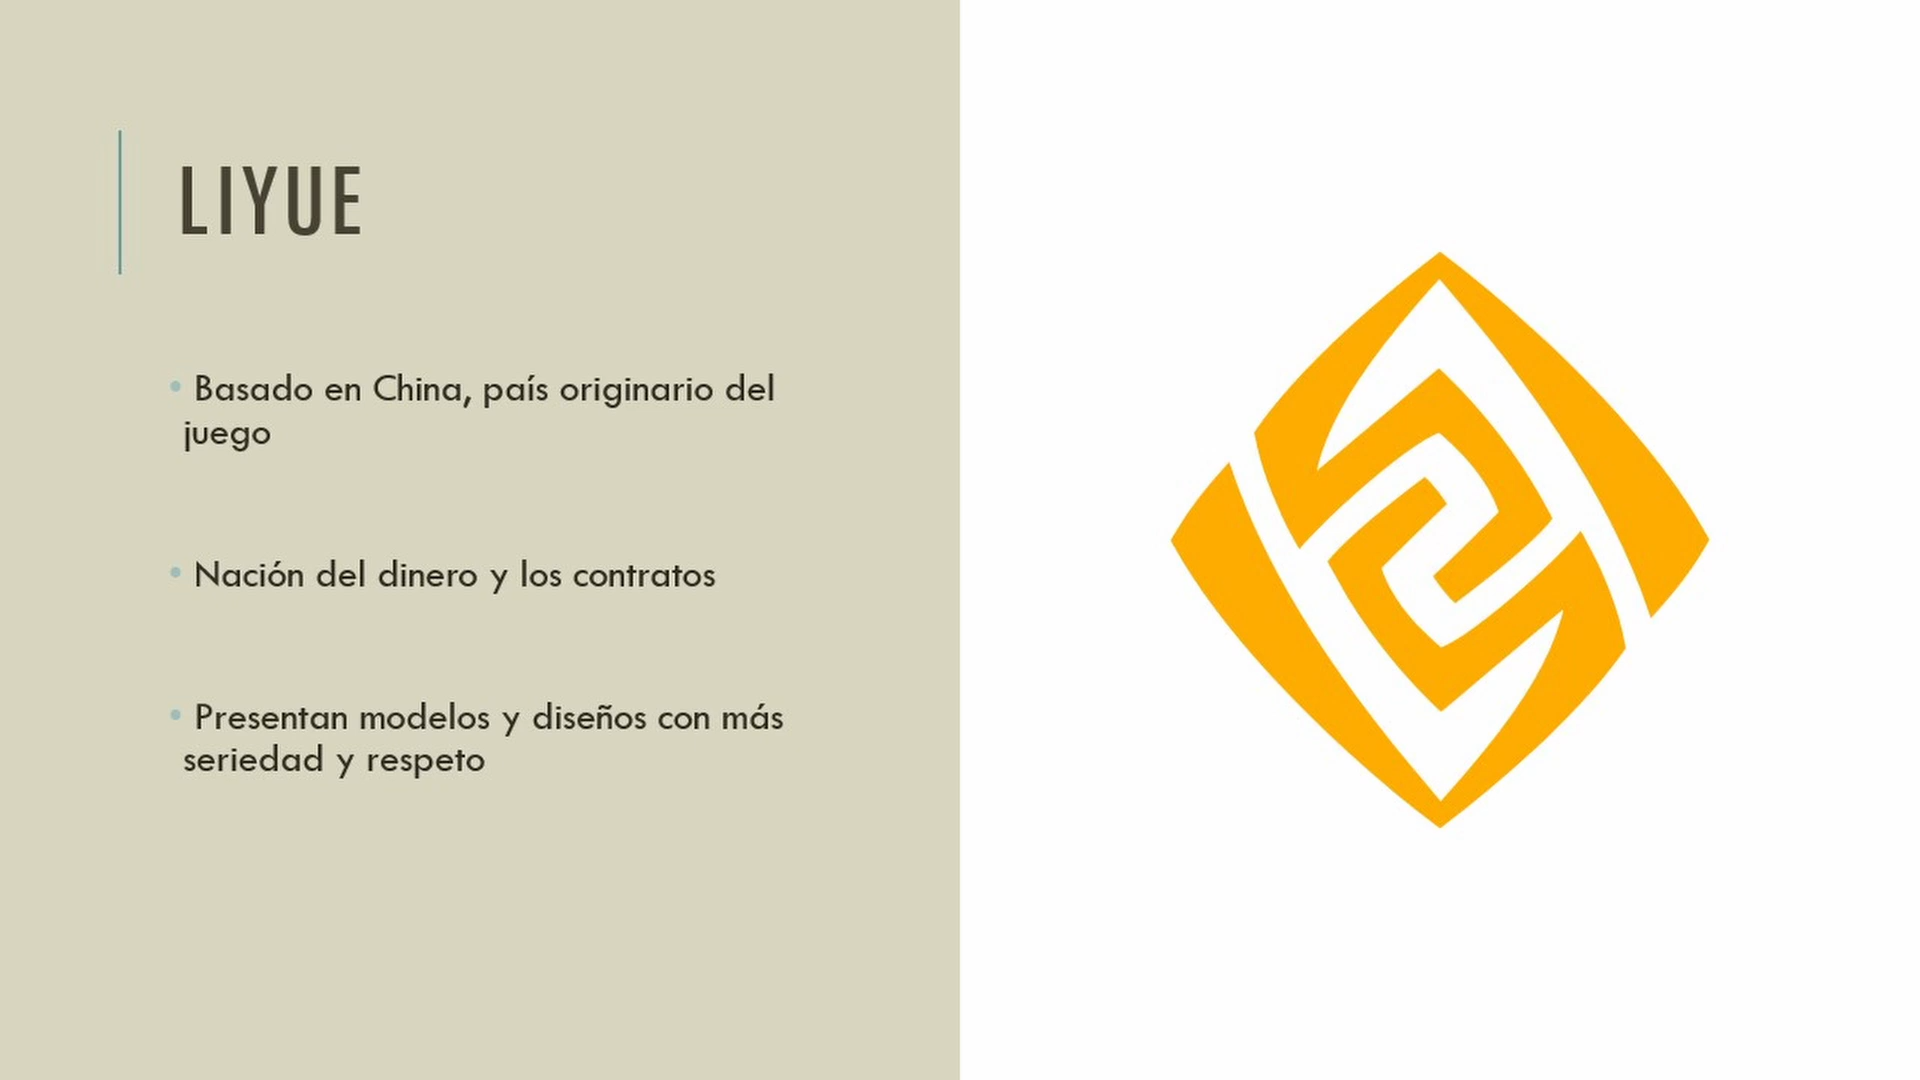 LIYUE
• Basado en China, país originario del
juego
• Nación del dinero y los contratos
• Presentan modelos y diseños con más
seriedad y respeto